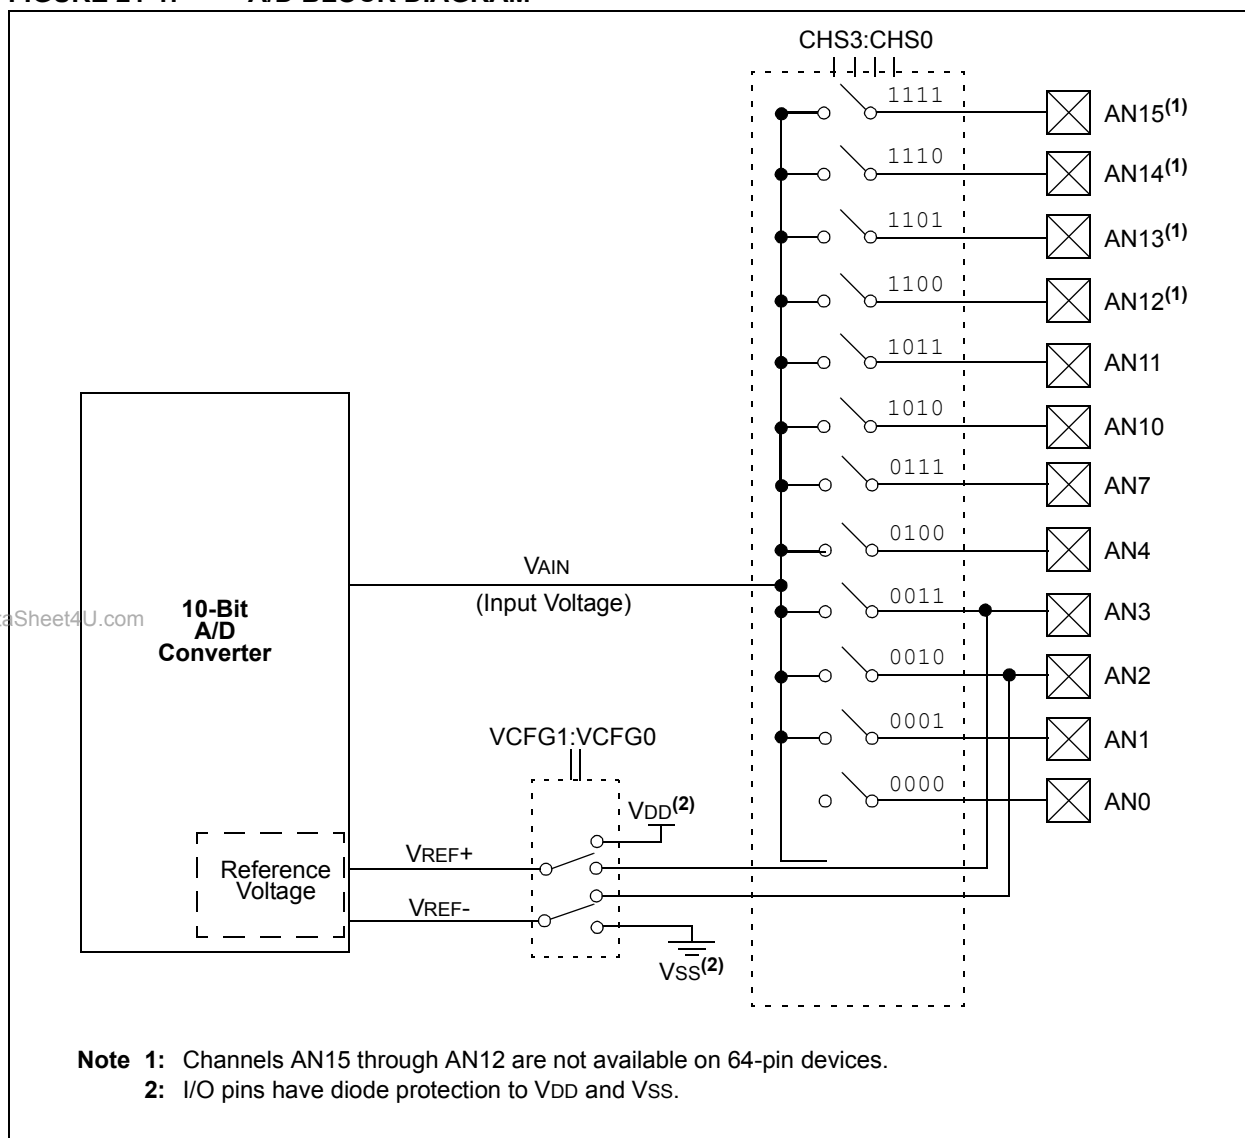 CHS3:CHS0
1111
AN15(1)
1110
AN14(1)
1101
AN13(1)
1100
AN12(1)
1011
AN11
1010
AN10
0111
AN7
0100
AN4
VAIN
(Input Voltage)
0011
AN3
10-Bit
A/D
Converter
aSheet4U.com
0010
AN2
0001
AN1
VCFG1:VCFG0
0000
AN0
VDD(2)
Reference
Voltage
VREF+
VREF-
VSS(2)
Note 1: Channels AN15 through AN12 are not available on 64-pin devices.
2: I/O pins have diode protection to VDD and VSS.